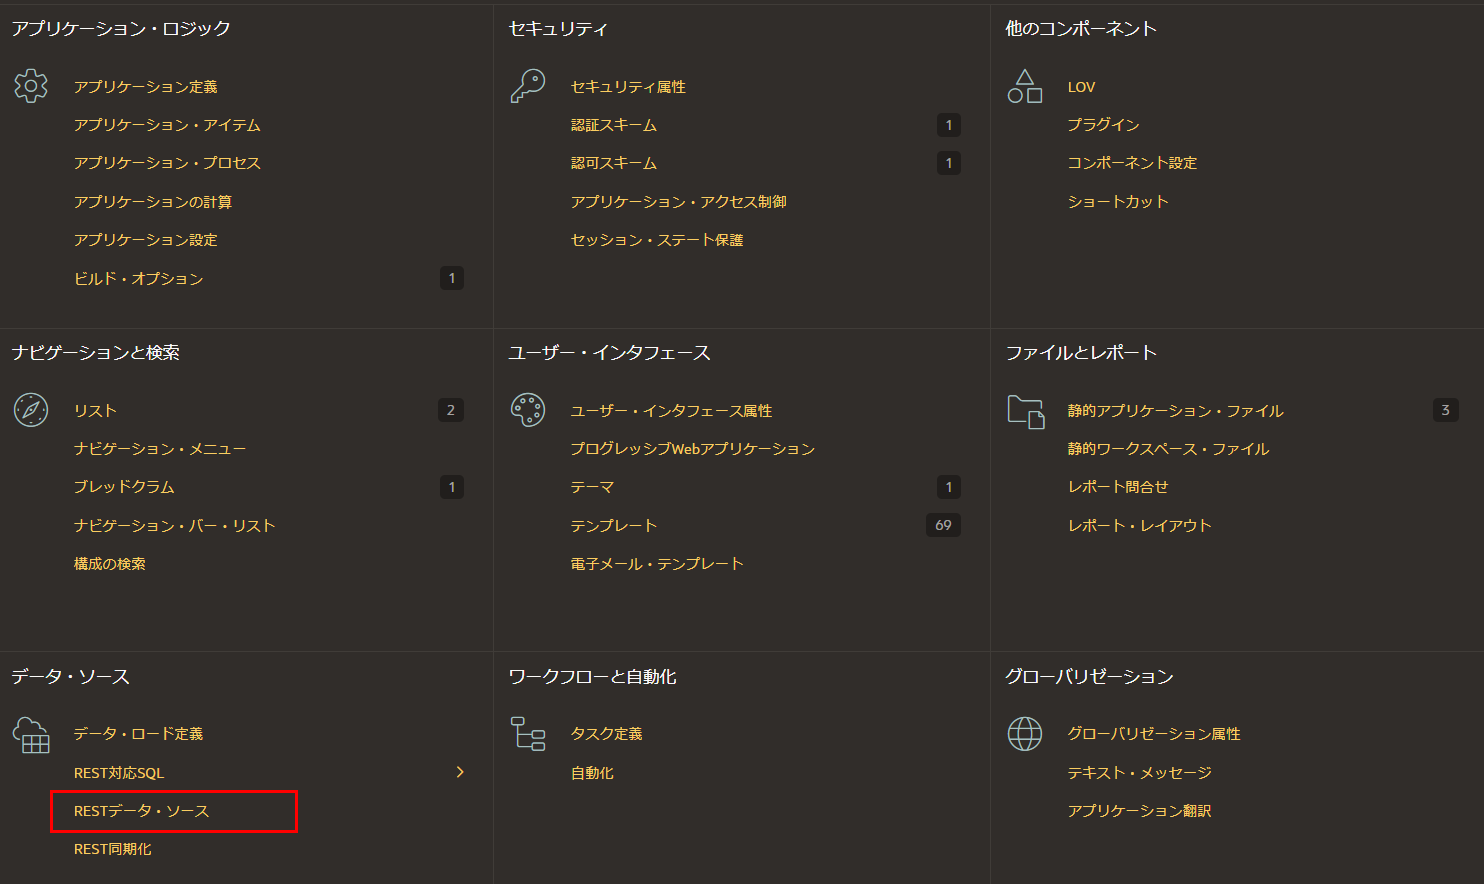 アプリケーション・ロジック
アプリケーション定義
アプリケーション・アイテム
アプリケーション・プロセス
アプリケーションの計算
アプリケーション設定
ビルド・オプション 1
セキュリティ
セキュリティ属性
認証スキーム 1
認可スキーム 1
アプリケーション・アクセス制御
セッション・ステート保護
他のコンポーネント
LOV
プラグイン
コンポーネント設定
ショートカット
ナビゲーションと検索
リスト 2
ナビゲーション・メニュー
ブレッドクラム 1
ナビゲーション・バー・リスト
構成の検索
ユーザー・インタフェース
ユーザー・インタフェース属性
プログレッシブWebアプリケーション
テーマ 1
テンプレート 69
電子メール・テンプレート
ファイルとレポート
静的アプリケーション・ファイル 3
静的ワークスペース・ファイル
レポート問合せ
レポート・レイアウト
データ・ソース
データ・ロード定義
REST対応SQL
RESTデータ・ソース
REST同期化
ワークフローと自動化
タスク定義
自動化
グローバリゼーション
グローバリゼーション属性
テキスト・メッセージ
アプリケーション翻訳